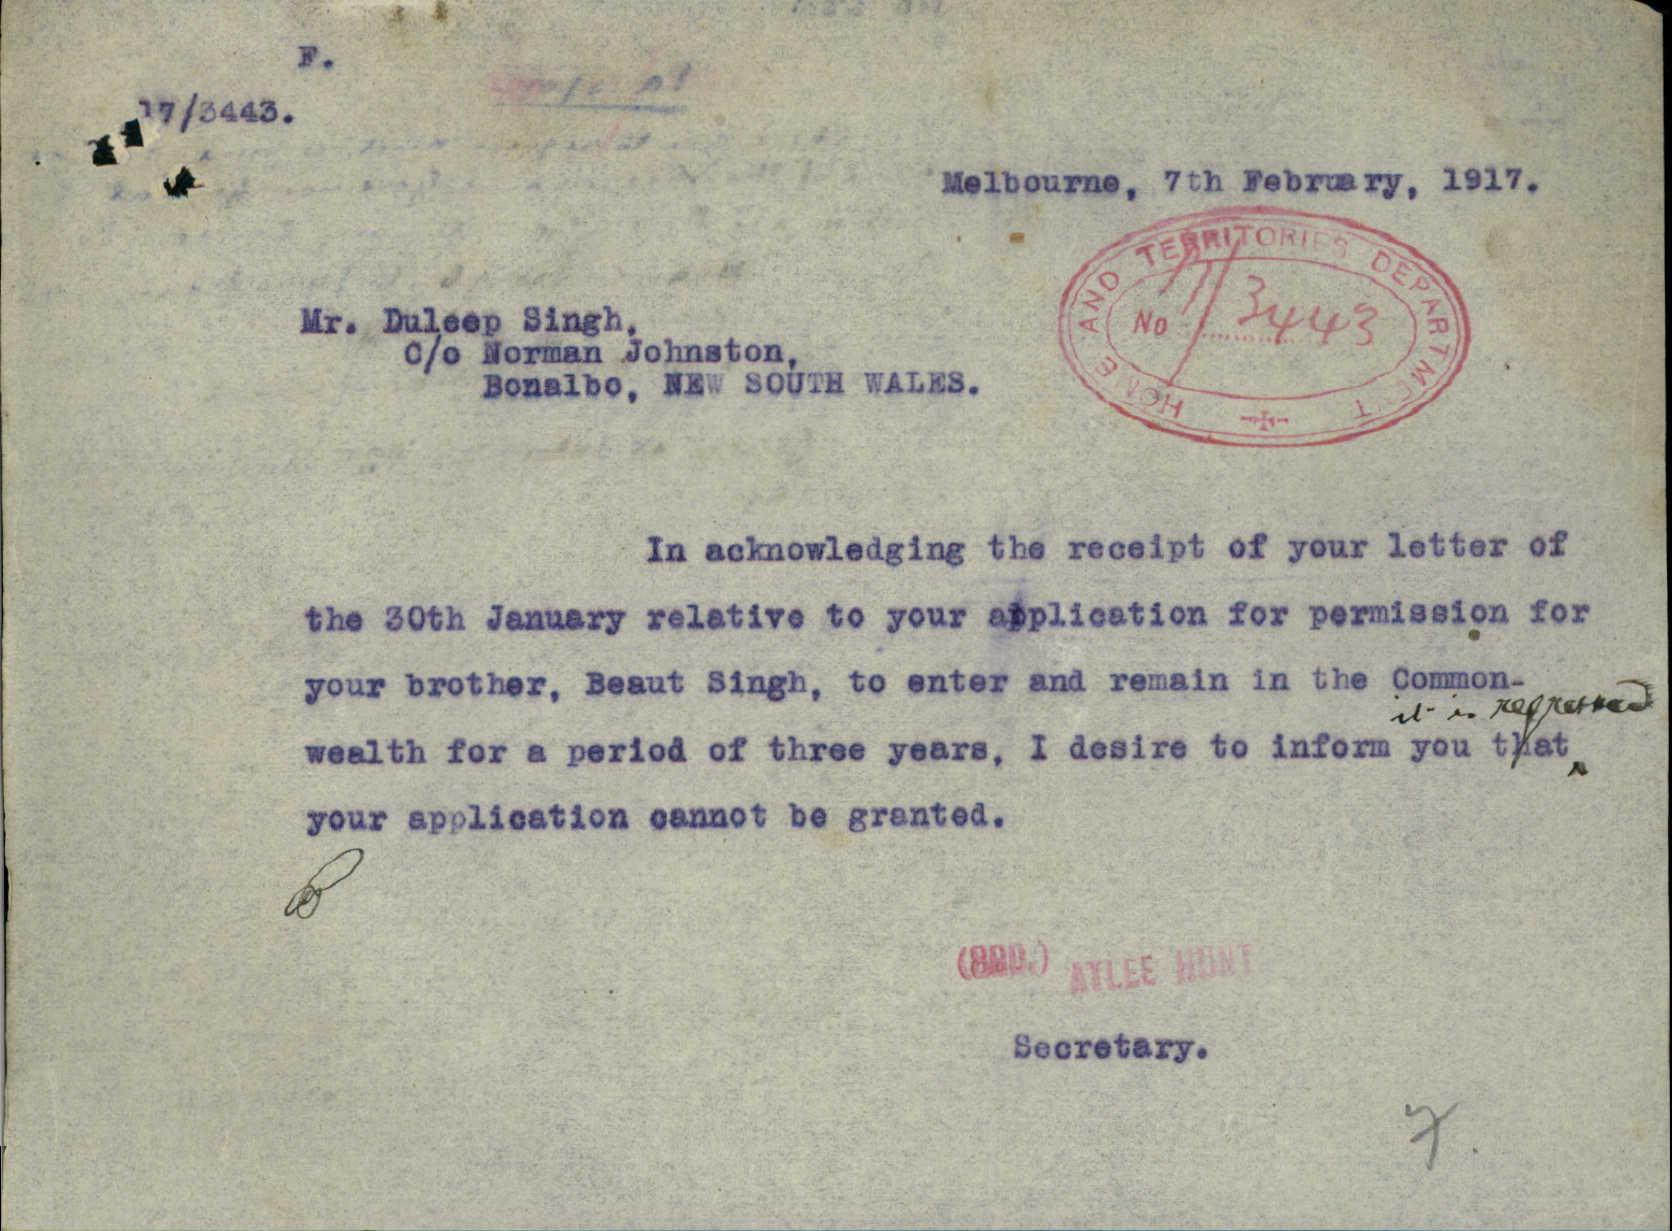 F.
17/3443.
Melbourne, 7th February, 1917.
HOME AND TERRITORIES DEPARTMENT
No 17/3443
Mr. Duleep Singh,
C/o Norman Johnston,
Bonalbo, NEW SOUTH WALES.
In acknowledging the receipt of your letter of
the 30th January relative to your application for permission for
your brother, Beaut Singh, to enter and remain in the Common-
it is regretted
wealth for a period of three years, I desire to inform you that
your application cannot be granted.
(SGD.) ATLEE HUNT
Secretary.